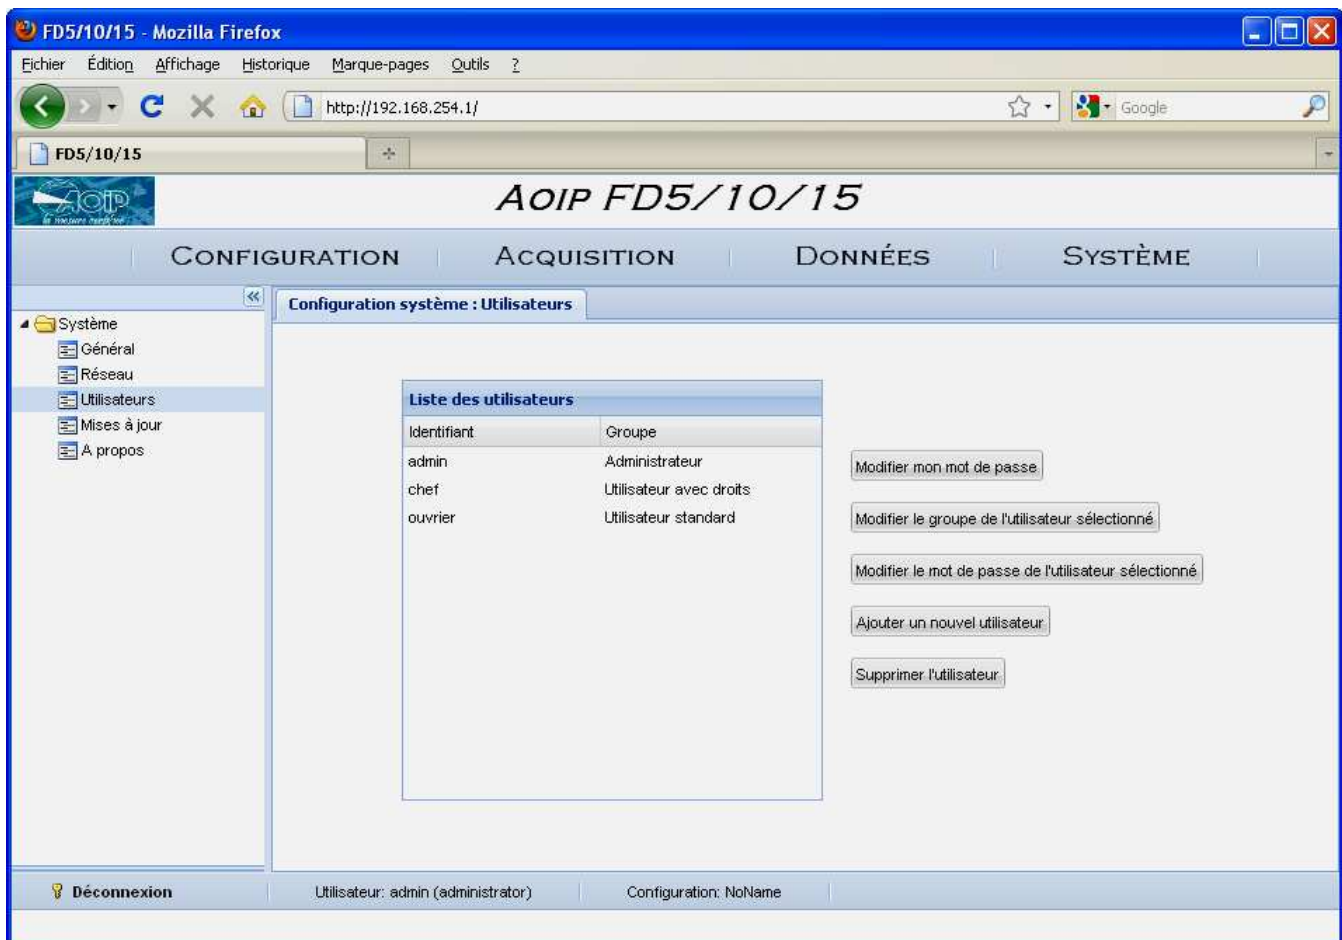 FD5/10/15 - Mozilla Firefox
Fichier Édition Affichage Historique Marque-pages Outils ?
http://192.168.254.1/
Google
FD5/10/15
AOIP
AOIP FD5/10/15
CONFIGURATION ACQUISITION DONNÉES SYSTÈME
Système
Général
Réseau
Utilisateurs
Mises à jour
A propos
Configuration système : Utilisateurs
Liste des utilisateurs
Identifiant Groupe
admin Administrateur
chef Utilisateur avec droits
ouvrier Utilisateur standard
Modifier mon mot de passe
Modifier le groupe de l'utilisateur sélectionné
Modifier le mot de passe de l'utilisateur sélectionné
Ajouter un nouvel utilisateur
Supprimer l'utilisateur
Déconnexion Utilisateur: admin (administrator) Configuration: NoName